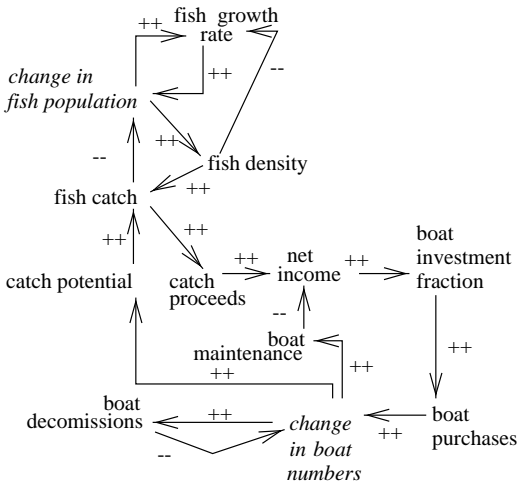 fish growth
rate
++
++
--
change in
fish population
++
--
fish density
++
fish catch
++
++
catch potential
catch
proceeds
++
net
income
++
boat
investment
fraction
--
boat
maintenance
++
++
++
boat
decomissions
++
--
change
in boat
numbers
++
boat
purchases